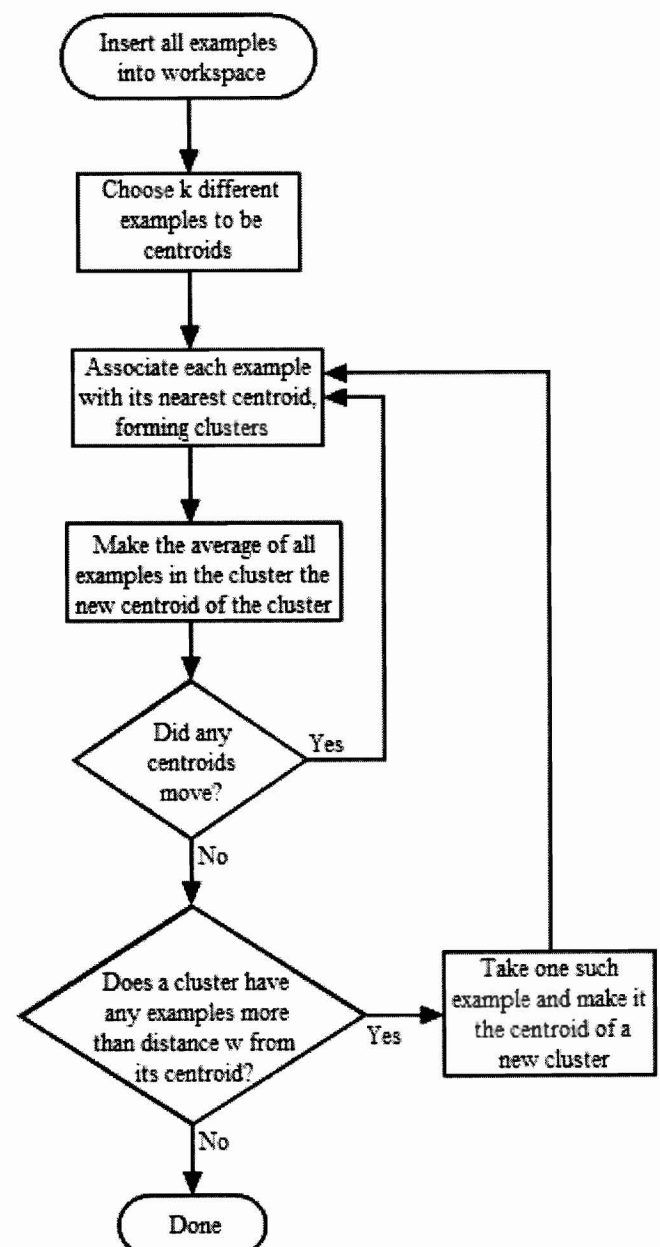 Insert all examples
into workspace
Choose k different
examples to be
centroids
Associate each example
with its nearest centroid,
forming clusters
Make the average of all
examples in the cluster the
new centroid of the cluster
Did any
centroids
move?
Yes
No
Does a cluster have
any examples more
than distance w from
its centroid?
Yes
Take one such
example and make it
the centroid of a
new cluster
No
Done